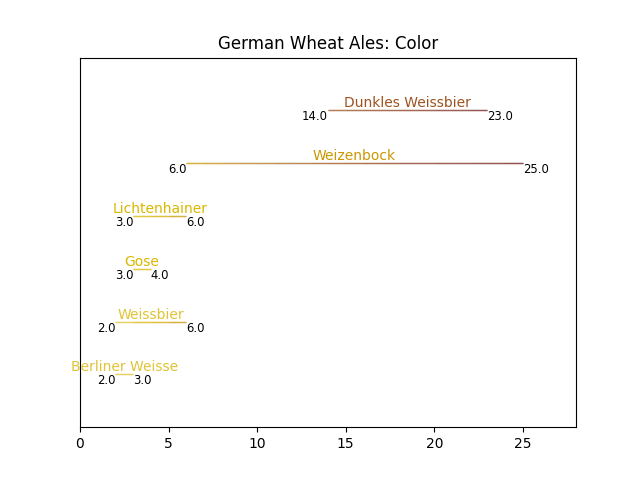 German Wheat Ales: Color
Dunkles Weissbier
14.0 23.0
Weizenbock
6.0 25.0
Lichtenhainer
3.0 6.0
Gose
3.0 4.0
Weissbier
2.0 6.0
Berliner Weisse
2.0 3.0
0 5 10 15 20 25